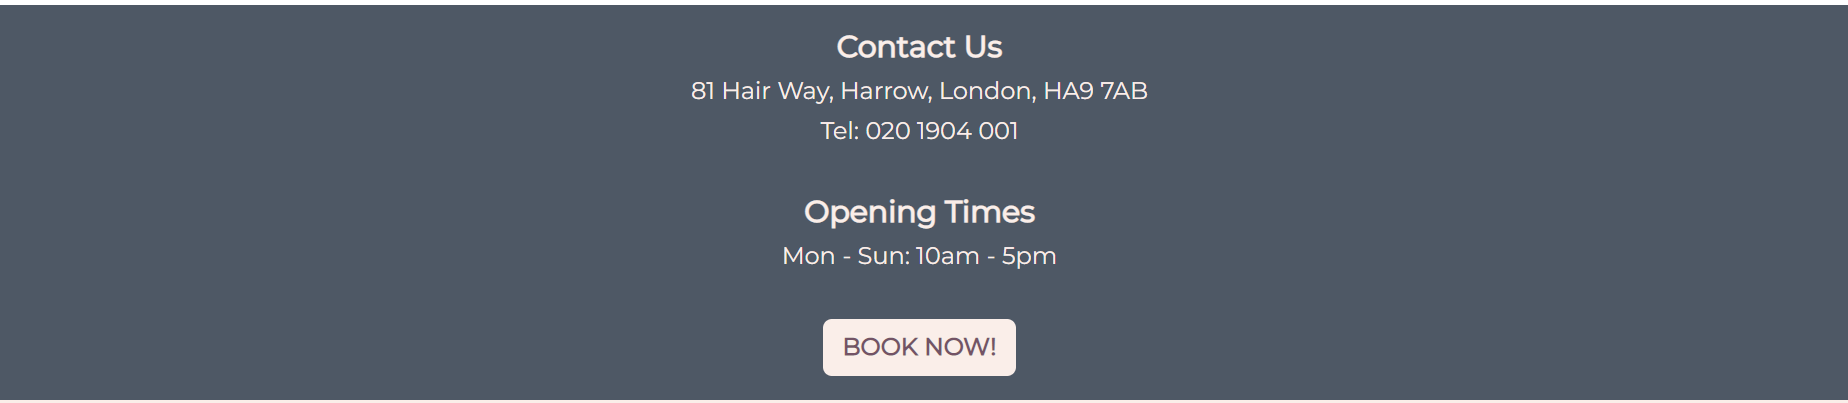 Contact Us
81 Hair Way, Harrow, London, HA9 7AB
Tel: 020 1904 001
Opening Times
Mon - Sun: 10am - 5pm
BOOK NOW!